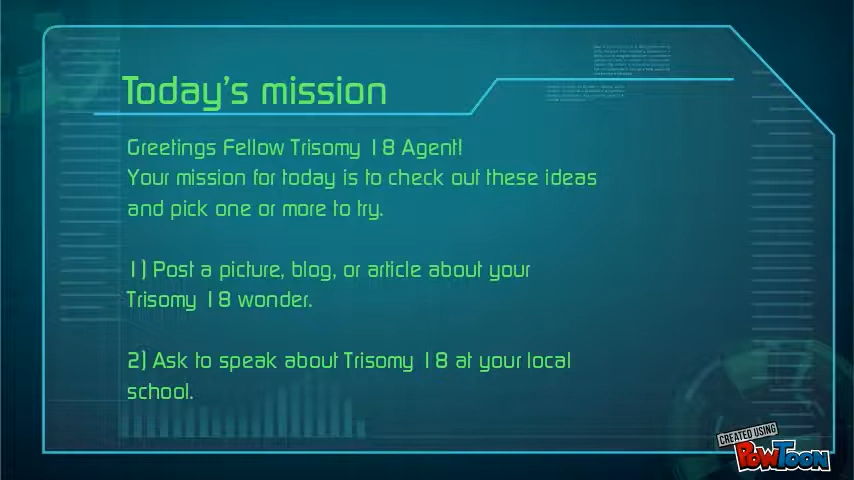 Today's mission
Greetings Fellow Trisomy 18 Agent!
Your mission for today is to check out these ideas
and pick one or more to try.
1) Post a picture, blog, or article about your
Trisomy 18 wonder.
2) Ask to speak about Trisomy 18 at your local
school.
CREATED USING
POWTOON